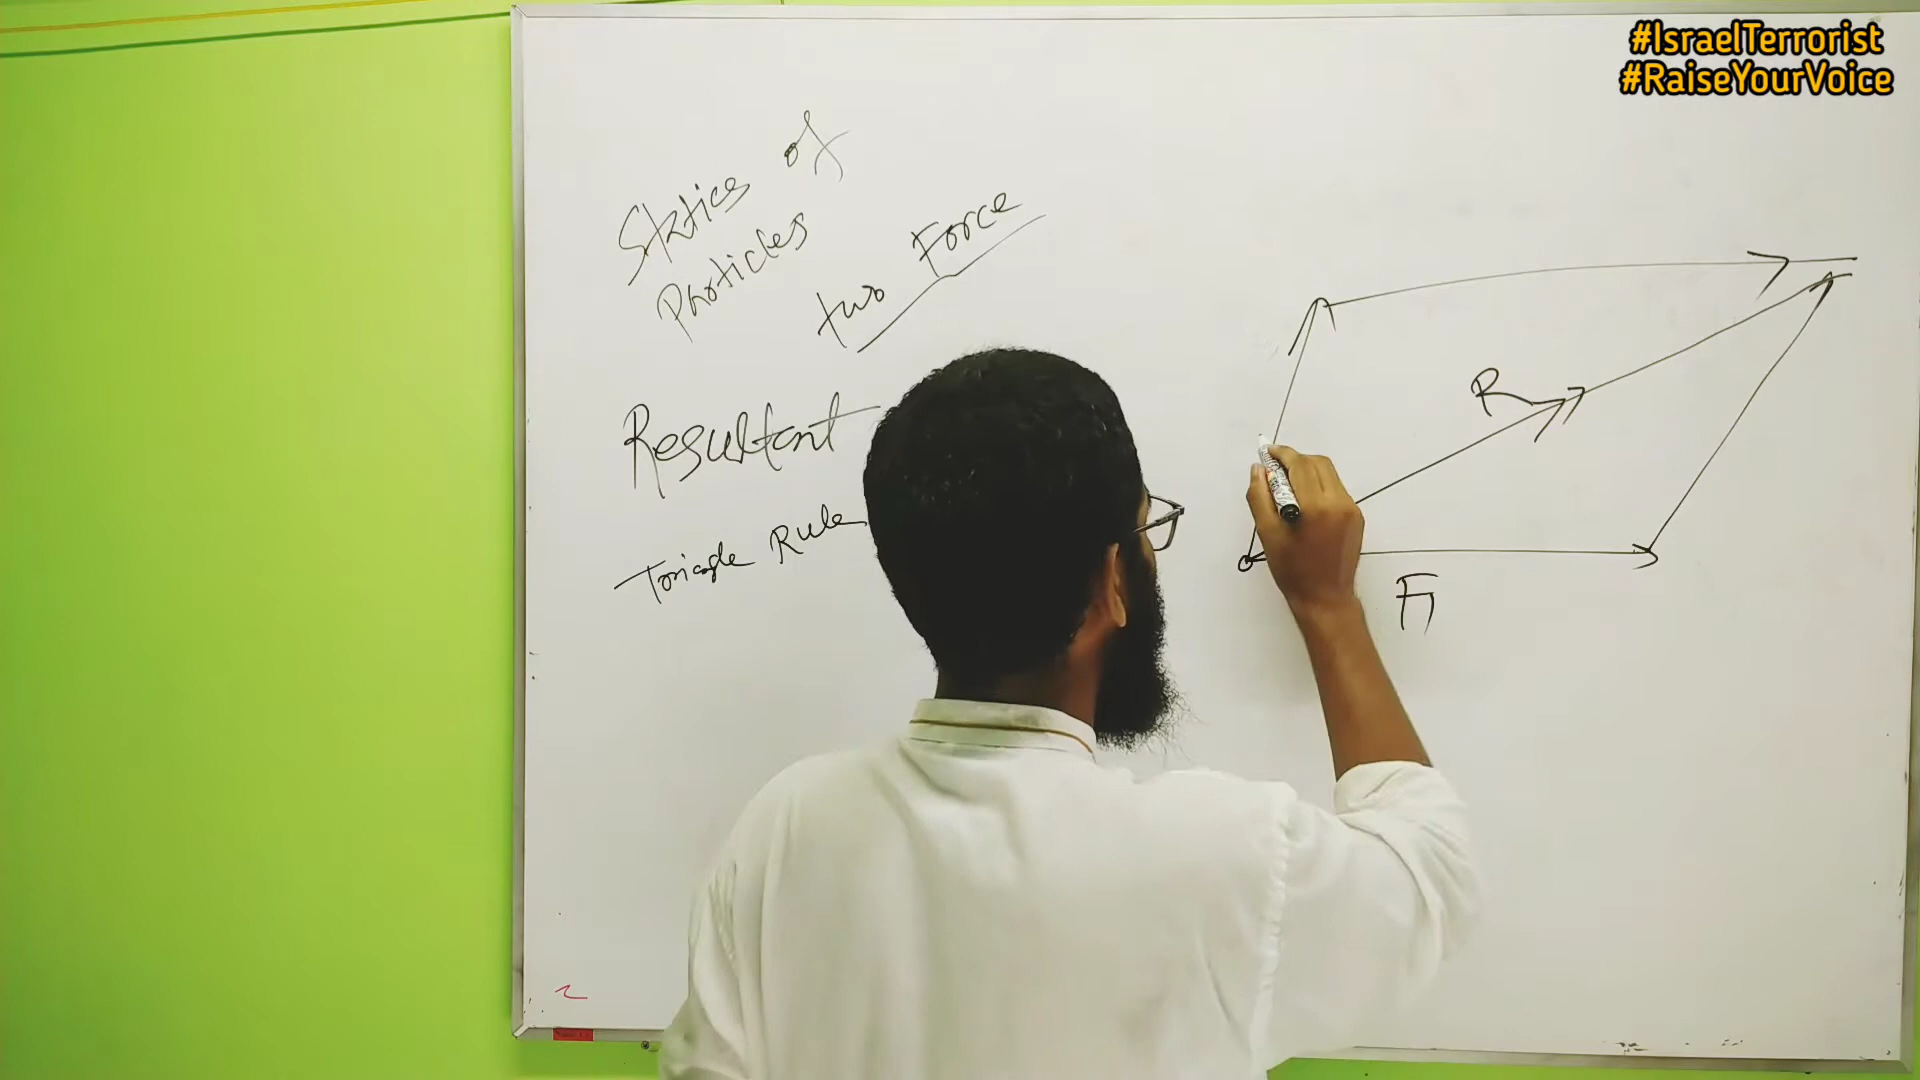 #IsraelTerrorist
#RaiseYourVoice
Statics of
Particles
two Force
Resultant
Triangle Rule
R
F1